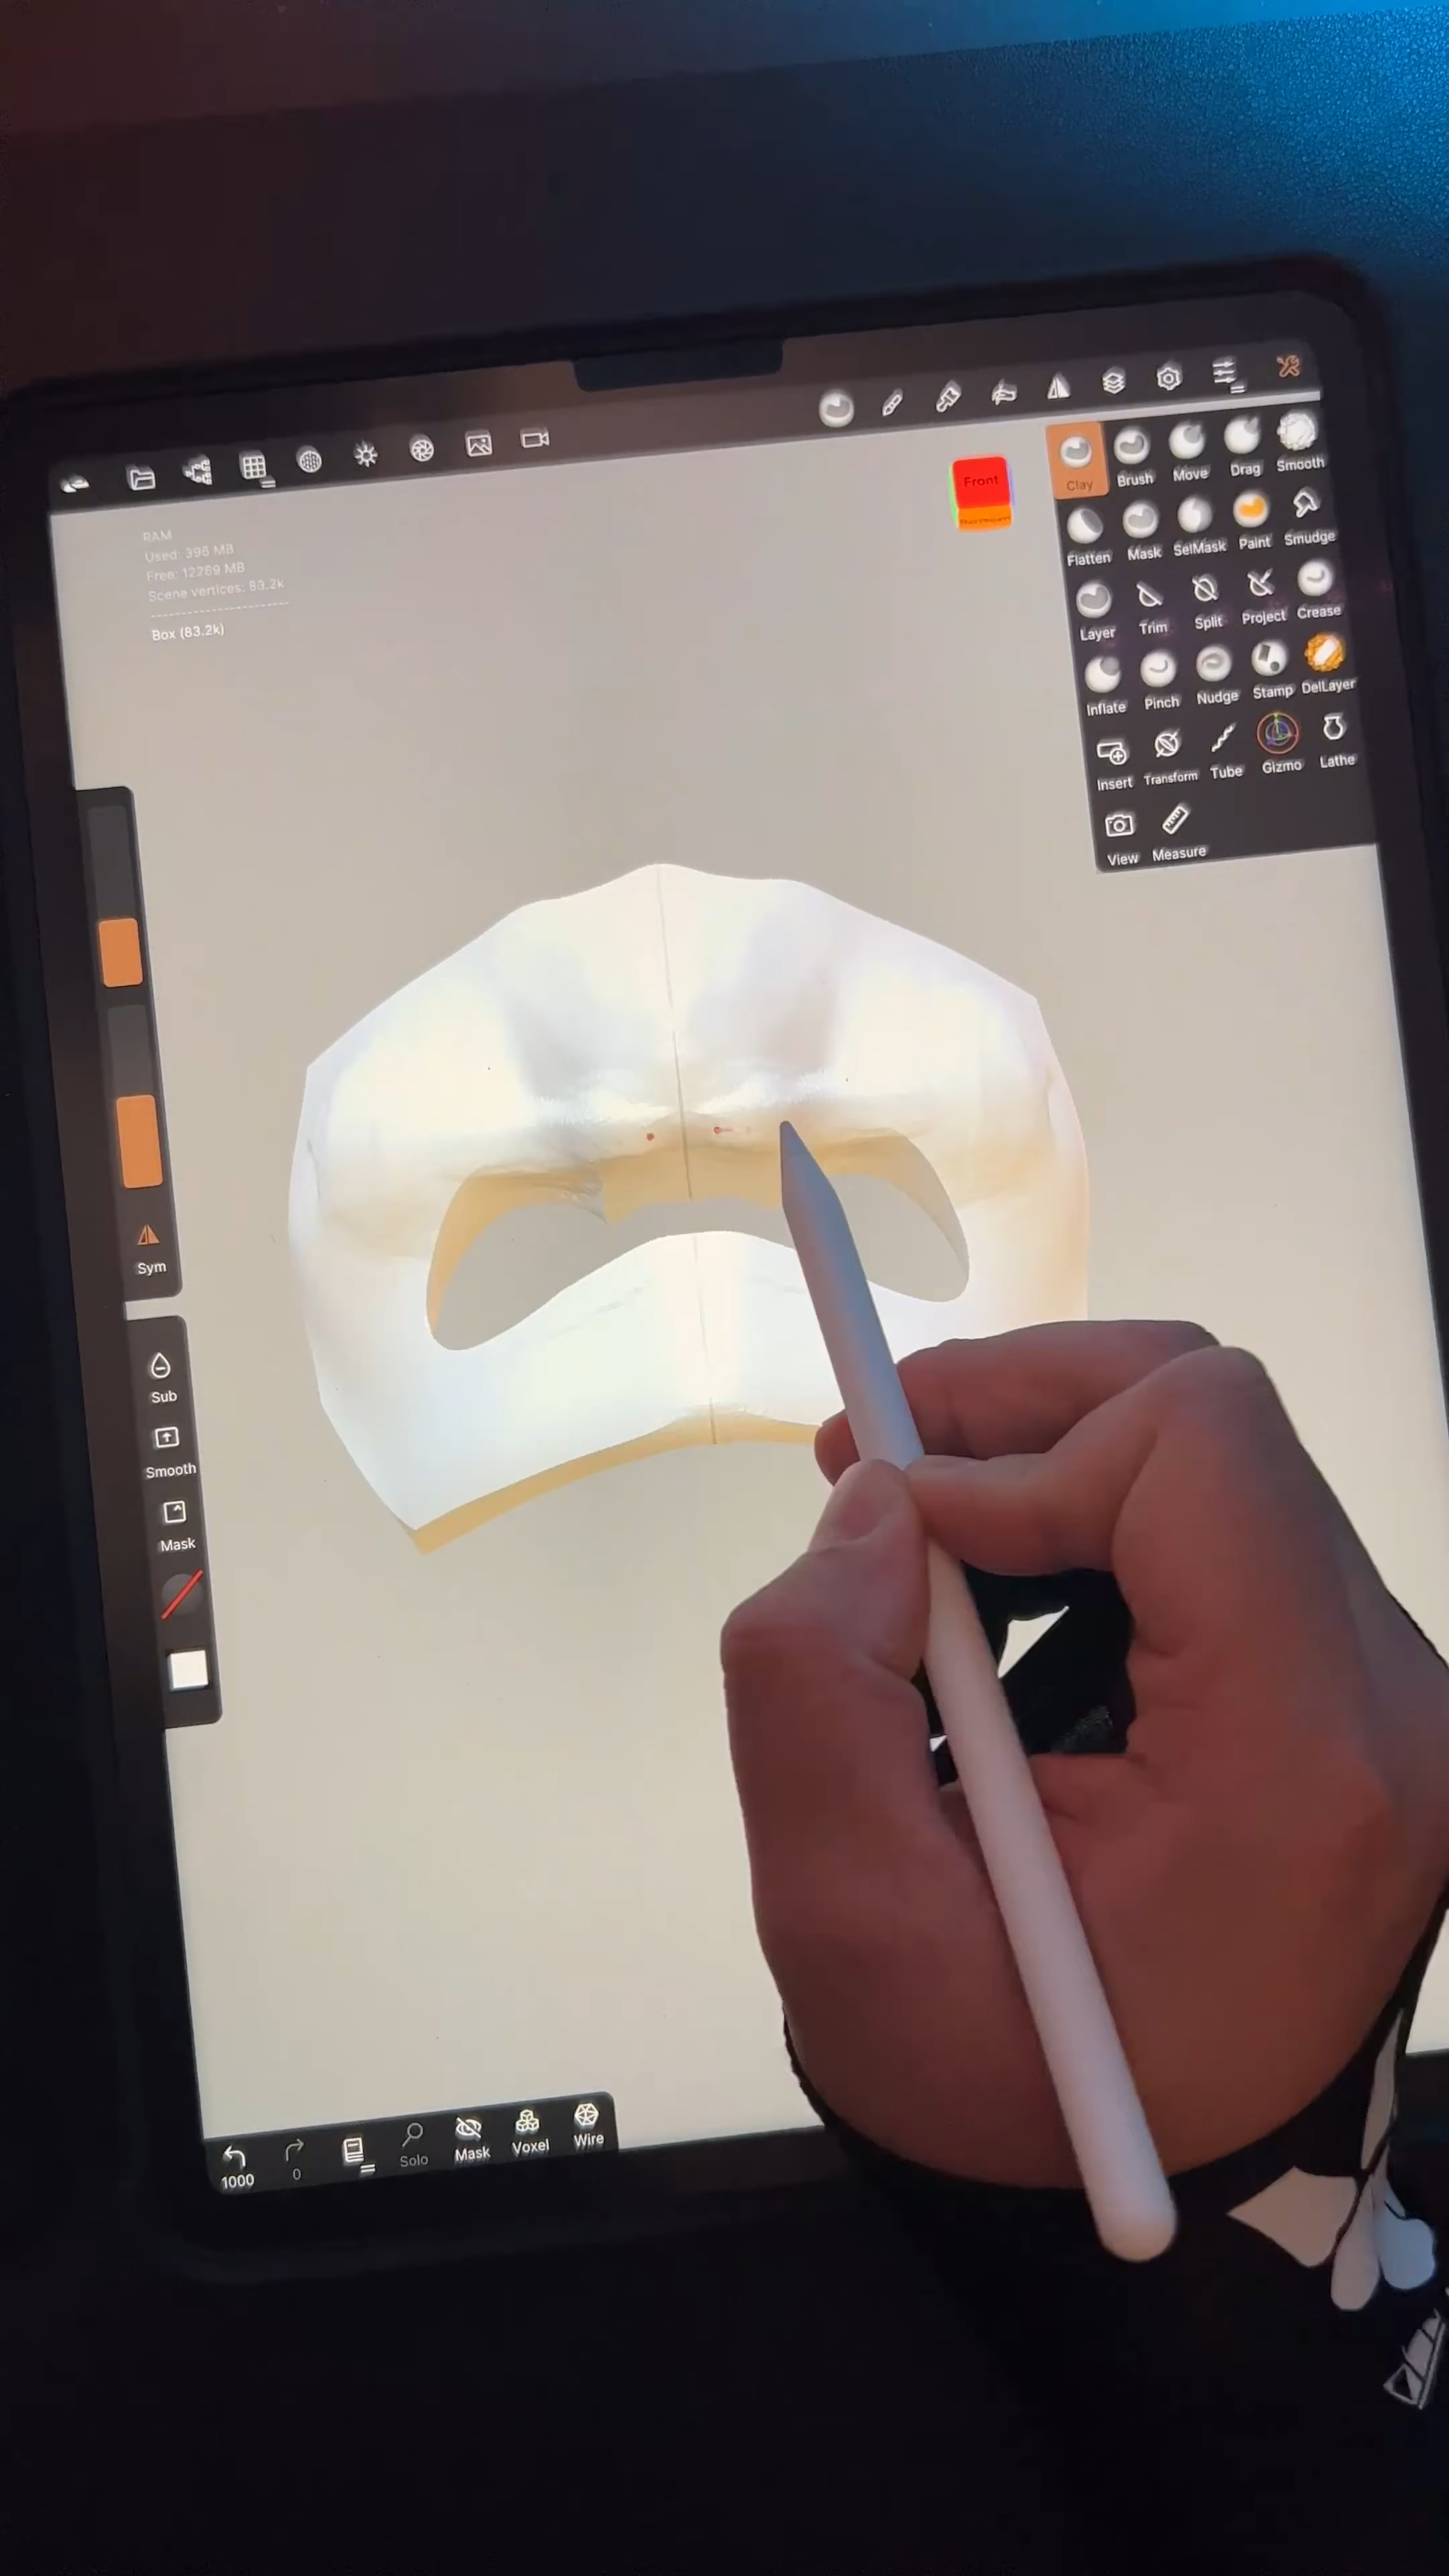 RAM
Used: 396 MB
Free: 12269 MB
Scene vertices: 83.2k
Box (83.2k)
Front
Clay Brush Move Drag Smooth
Flatten Mask SelMask Paint Smudge
Layer Trim Split Project Crease
Inflate Pinch Nudge Stamp DelLayer
Insert Transform Tube Gizmo Lathe
View Measure
Sym
Sub
Smooth
Mask
1000 0 Solo Mask Voxel Wire